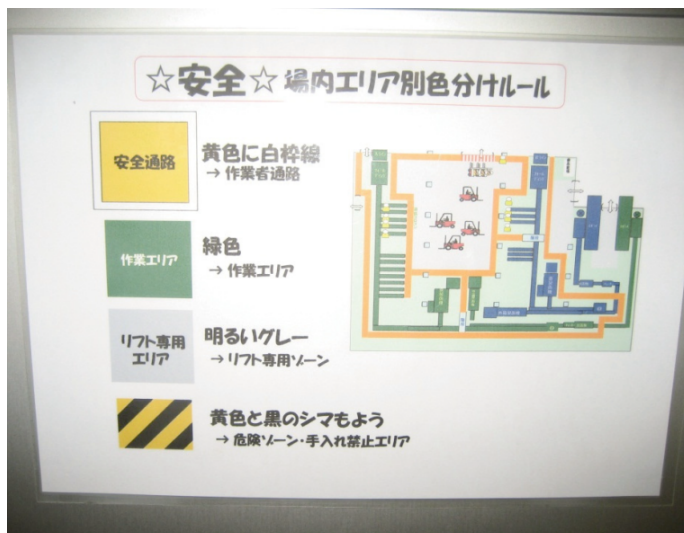 ☆安全☆ 場内エリア別色分けルール
安全通路
黄色に白枠線
→ 作業者通路
作業エリア
緑色
→ 作業エリア
リフト専用
エリア
明るいグレー
→ リフト専用ゾーン
黄色と黒のシマもよう
→ 危険ゾーン・手入れ禁止エリア